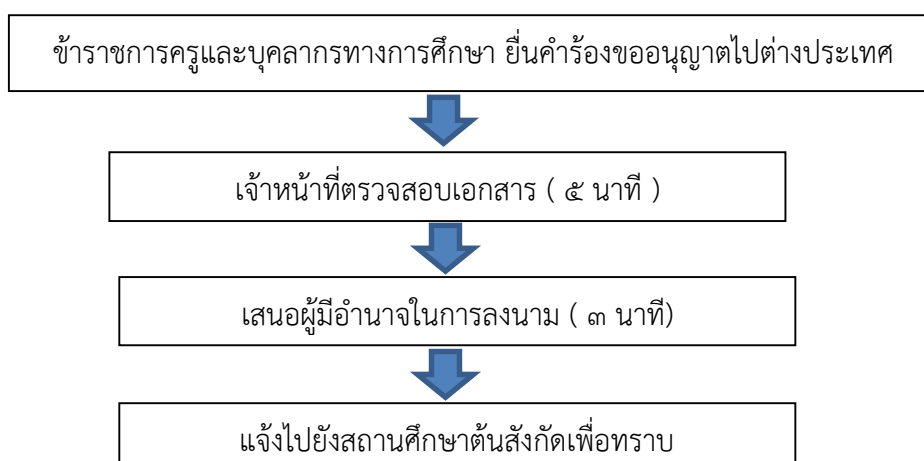 ข้าราชการครูและบุคลากรทางการศึกษา ยื่นคำร้องขออนุญาตไปต่างประเทศ
เจ้าหน้าที่ตรวจสอบเอกสาร ( ๕ นาที )
เสนอผู้มีอำนาจในการลงนาม ( ๓ นาที)
แจ้งไปยังสถานศึกษาต้นสังกัดเพื่อทราบ